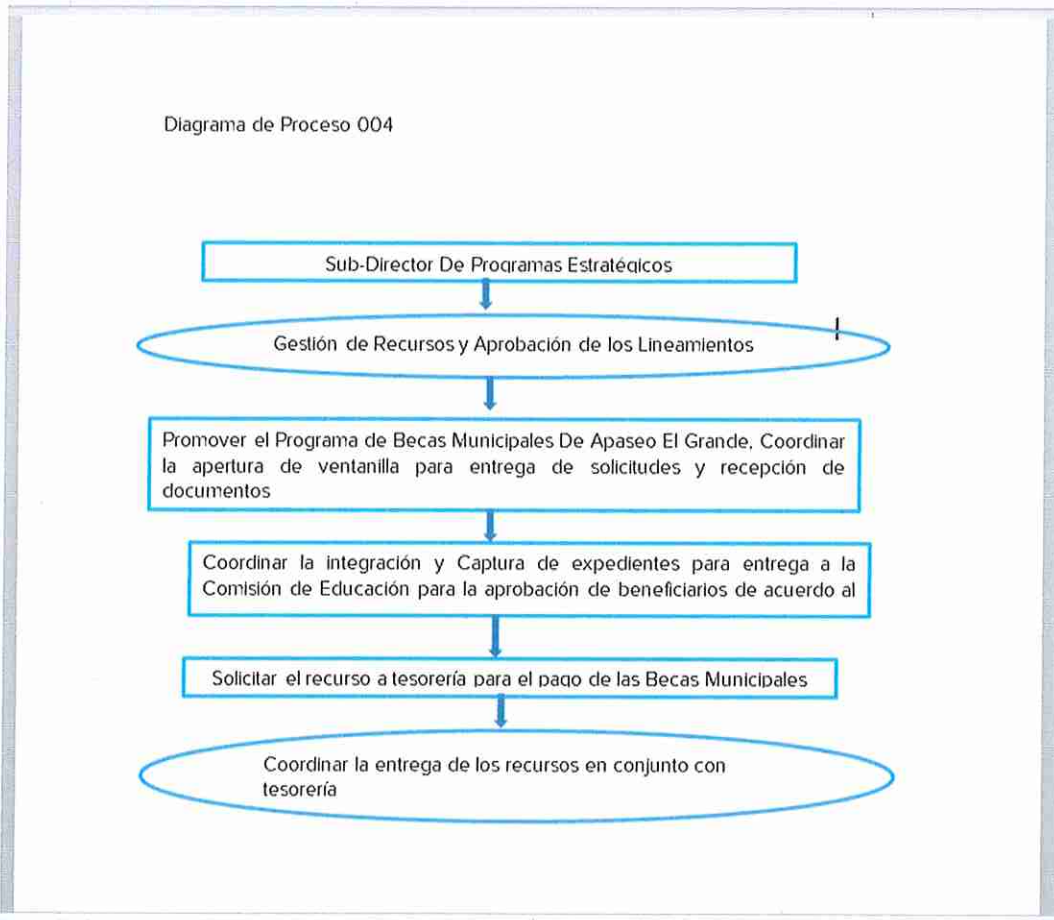 Diagrama de Proceso 004
Sub-Director De Programas Estratégicos
Gestión de Recursos y Aprobación de los Lineamientos
Promover el Programa de Becas Municipales De Apaseo El Grande, Coordinar
la apertura de ventanilla para entrega de solicitudes y recepción de
documentos
Coordinar la integración y Captura de expedientes para entrega a la
Comisión de Educación para la aprobación de beneficiarios de acuerdo al
Solicitar el recurso a tesorería para el pago de las Becas Municipales
Coordinar la entrega de los recursos en conjunto con
tesorería